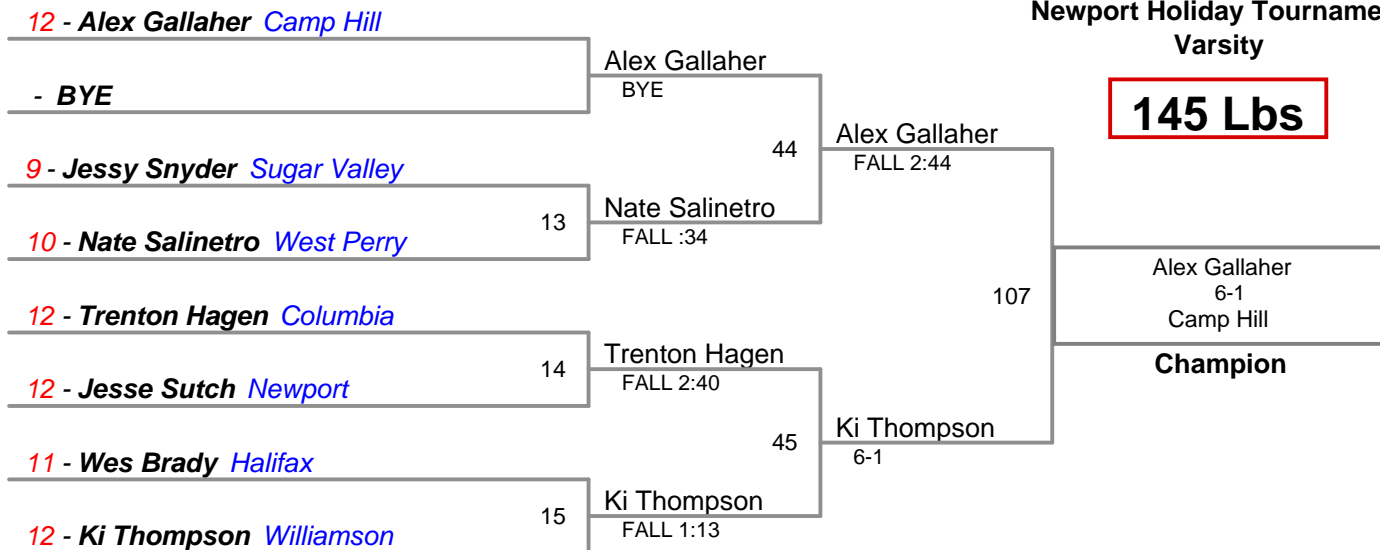 12 - Alex Gallaher Camp Hill
- BYE
9 - Jessy Snyder Sugar Valley
10 - Nate Salinetro West Perry
12 - Trenton Hagen Columbia
12 - Jesse Sutch Newport
11 - Wes Brady Halifax
12 - Ki Thompson Williamson
Alex Gallaher
BYE
13
Nate Salinetro
FALL :34
14
Trenton Hagen
FALL 2:40
15
Ki Thompson
FALL 1:13
44
Alex Gallaher
FALL 2:44
45
Ki Thompson
6-1
107
Newport Holiday Tourname
Varsity
145 Lbs
Alex Gallaher
6-1
Camp Hill
Champion